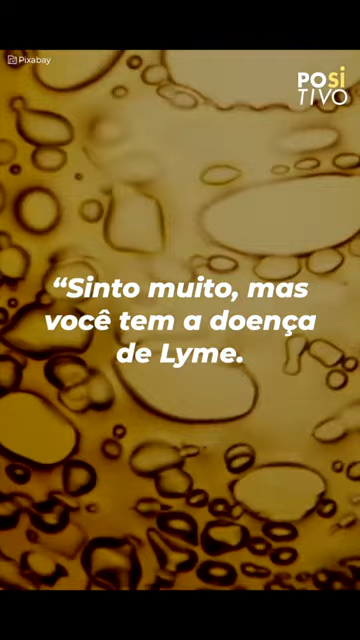 Pixabay
POSI
TIVO
“Sinto muito, mas
você tem a doença
de Lyme.